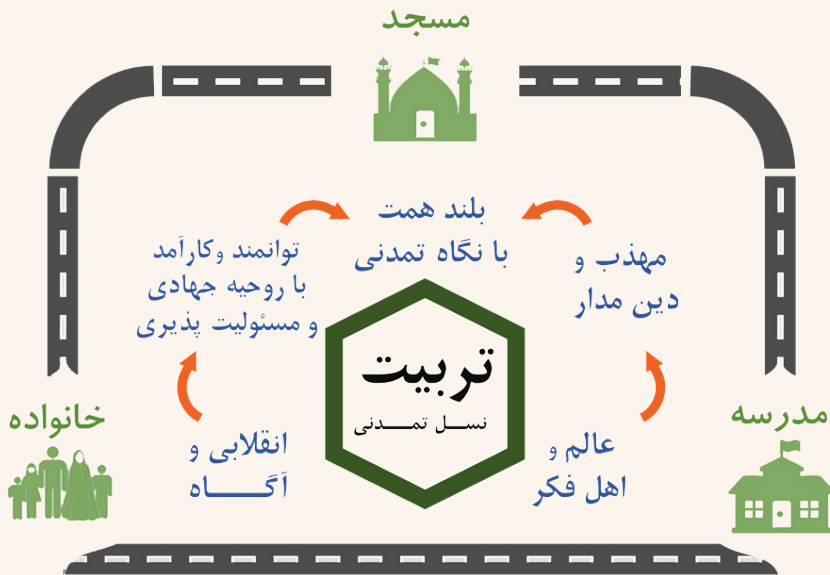 مسجد
بلند همت
با نگاه تمدنی
مهذب و
دین مدار
توانمند وکارآمد
با روحیه جهادی
و مسئولیت پذیری
تربیت
نسل تمدنی
مدرسه
خانواده
عالم و
اهل فکر
انقلابی و
آگاه